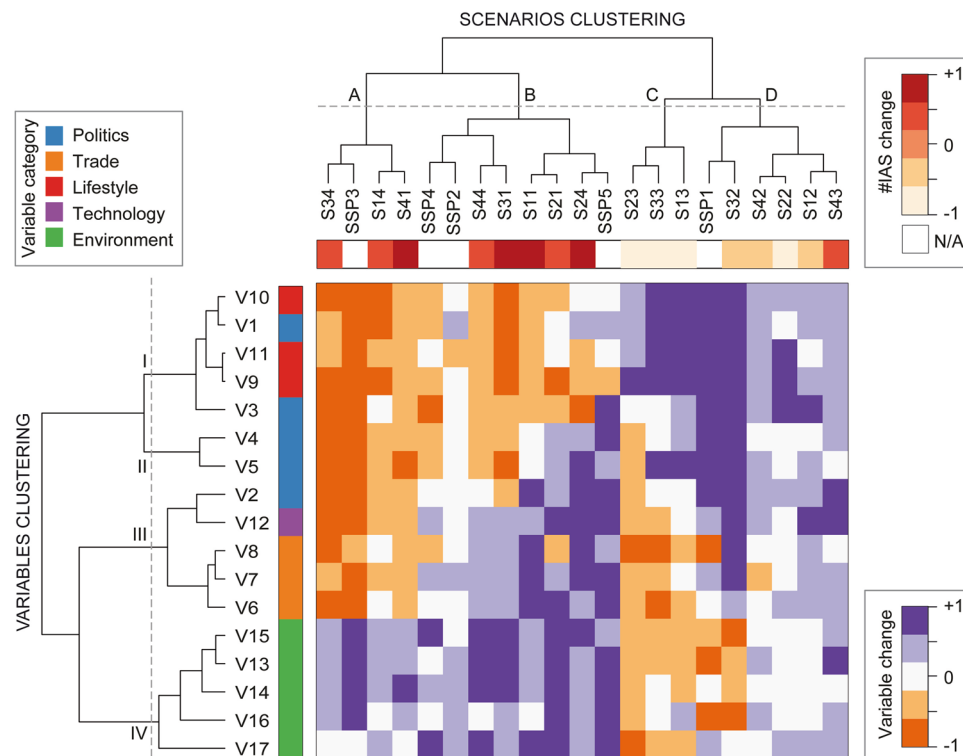 SCENARIOS CLUSTERING
A B C D
Variable category
Politics
Trade
Lifestyle
Technology
Environment
#IAS change
+1
0
-1
N/A
S34 SSP3 S14 S41 SSP4 SSP2 S44 S31 S11 S21 S24 SSP5 S23 S33 S13 SSP1 S32 S42 S22 S12 S43
VARIABLES CLUSTERING
I
II
III
IV
V10
V1
V11
V9
V3
V4
V5
V2
V12
V8
V7
V6
V15
V13
V14
V16
V17
Variable change
+1
0
-1